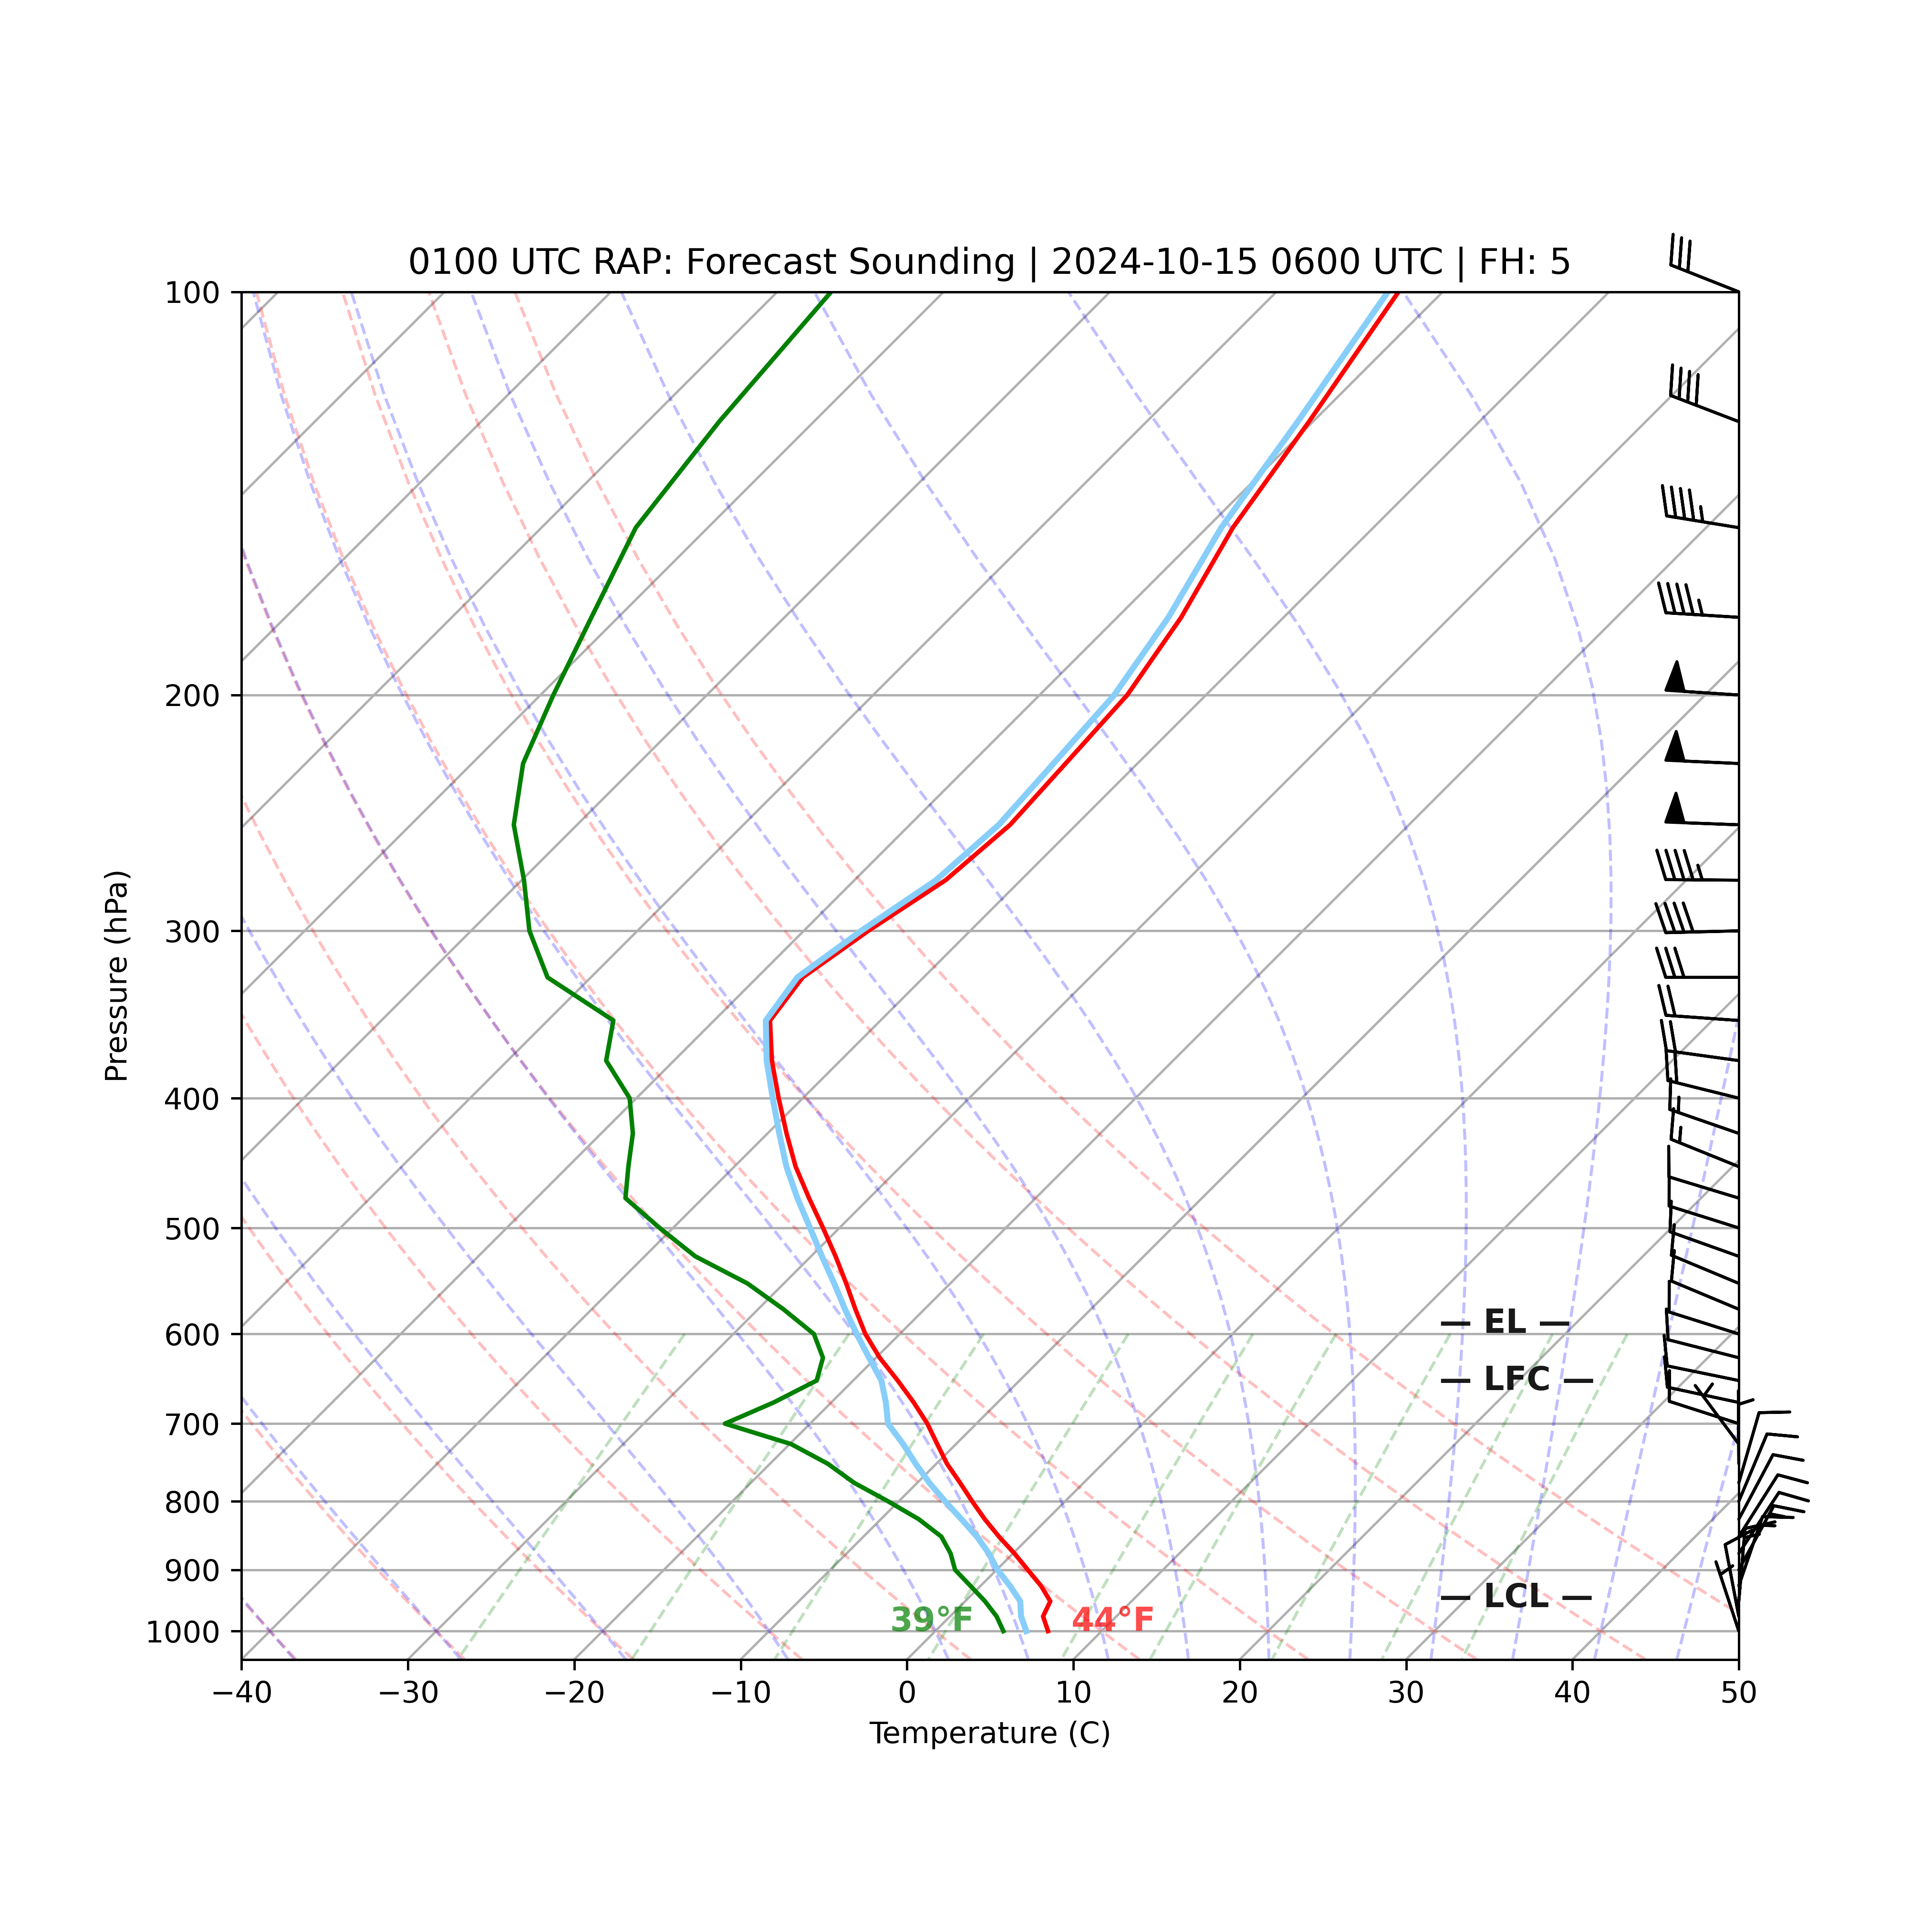 0100 UTC RAP: Forecast Sounding | 2024-10-15 0600 UTC | FH: 5
Pressure (hPa)
100
200
300
400
500
600
700
800
900
1000
— EL —
— LFC —
— LCL —
39°F
44°F
−40
−30
−20
−10
0
10
20
30
40
50
Temperature (C)